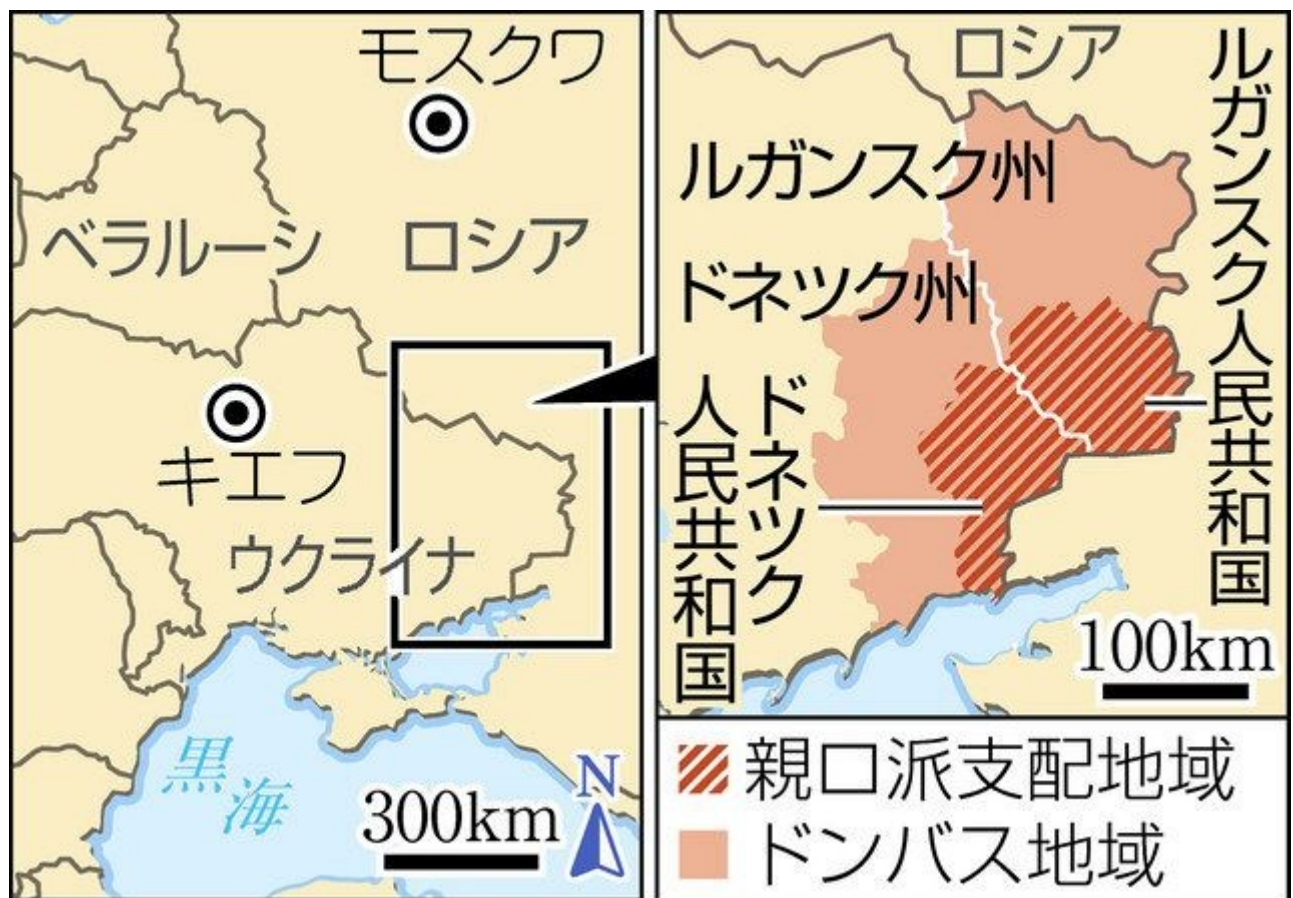 モスクワ
ベラルーシ
ロシア
キエフ
ウクライナ
黒海
300km
N
ロシア
ルガンスク州
ドネツク州
ルガンスク人民共和国
ドネツク
人民共和国
100km
親ロ派支配地域
ドンバス地域